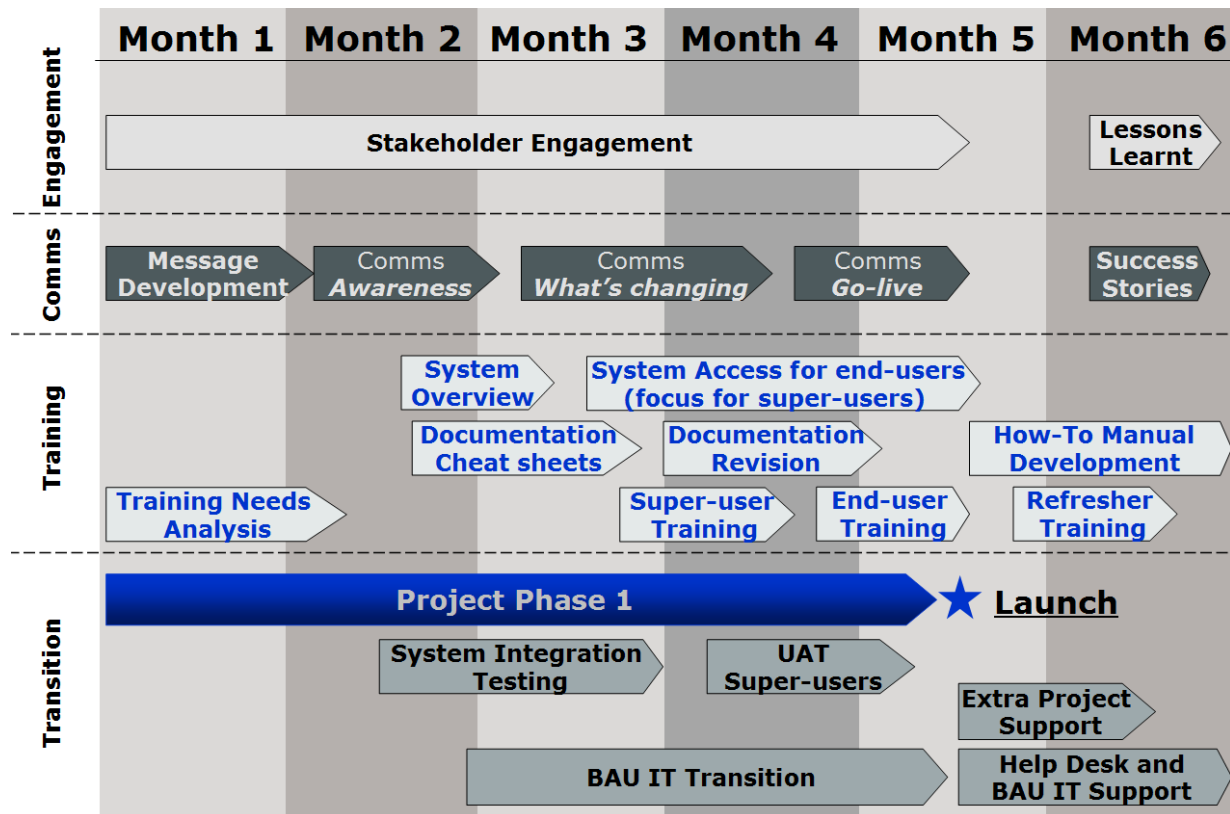 Month 1 Month 2 Month 3 Month 4 Month 5 Month 6
Engagement
Stakeholder Engagement
Lessons
Learnt
Comms
Message
Development
Comms
Awareness
Comms
What's changing
Comms
Go-live
Success
Stories
Training
System
Overview
System Access for end-users
(focus for super-users)
Documentation
Cheat sheets
Documentation
Revision
How-To Manual
Development
Training Needs
Analysis
Super-user
Training
End-user
Training
Refresher
Training
Transition
Project Phase 1
Launch
System Integration
Testing
UAT
Super-users
Extra Project
Support
BAU IT Transition
Help Desk and
BAU IT Support